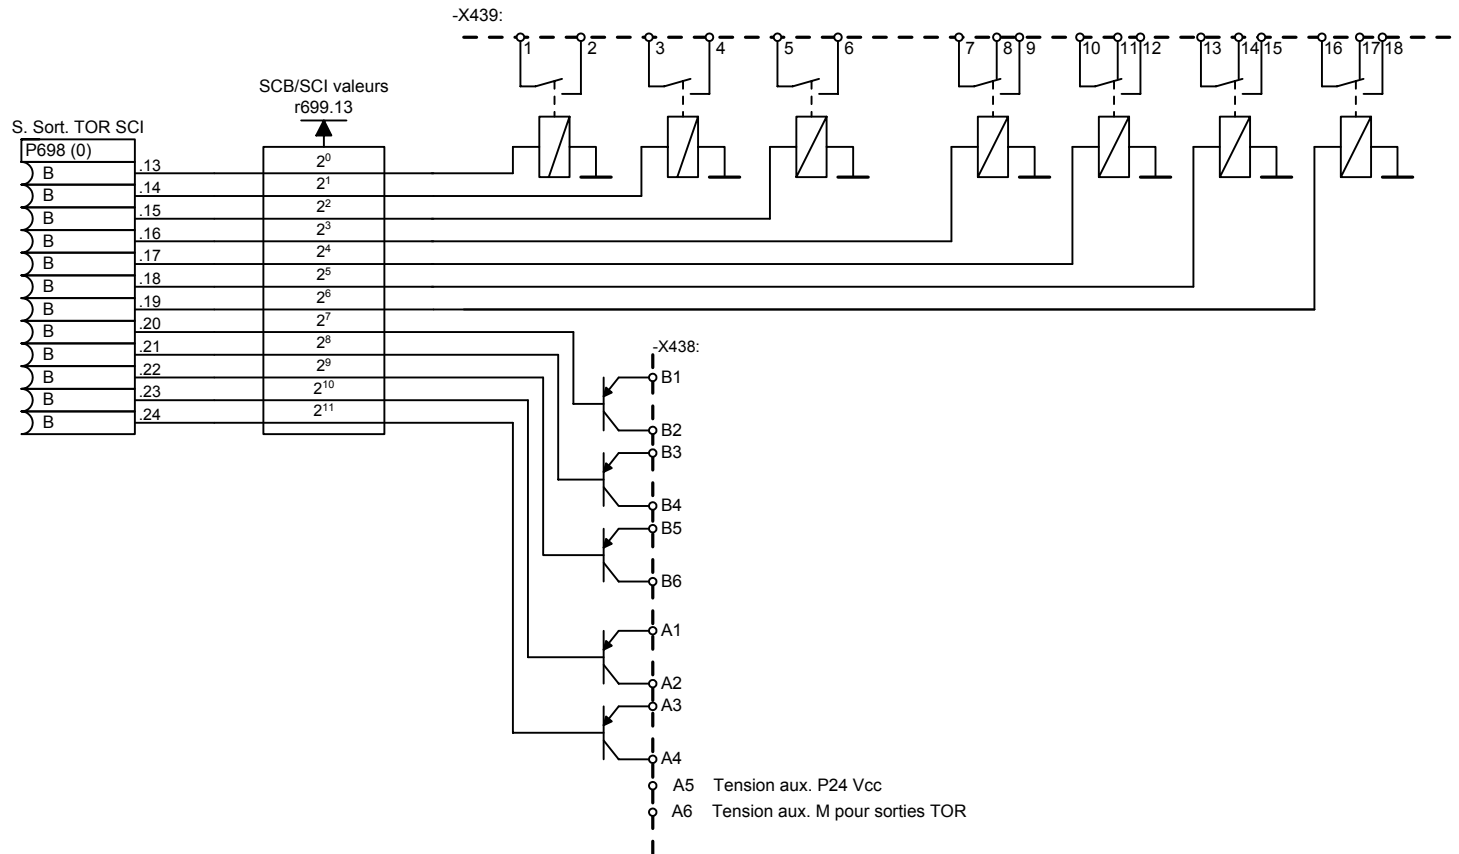 -X439:
1 2 3 4 5 6 7 8 9 10 11 12 13 14 15 16 17 18
SCB/SCI valeurs
r699.13
S. Sort. TOR SCI
P698 (0)
B .13 2⁰
B .14 2¹
B .15 2²
B .16 2³
B .17 2⁴
B .18 2⁵
B .19 2⁶
B .20 2⁷
B .21 2⁸
B .22 2⁹
B .23 2¹⁰
B .24 2¹¹
-X438:
B1
B2
B3
B4
B5
B6
A1
A2
A3
A4
A5 Tension aux. P24 Vcc
A6 Tension aux. M pour sorties TOR